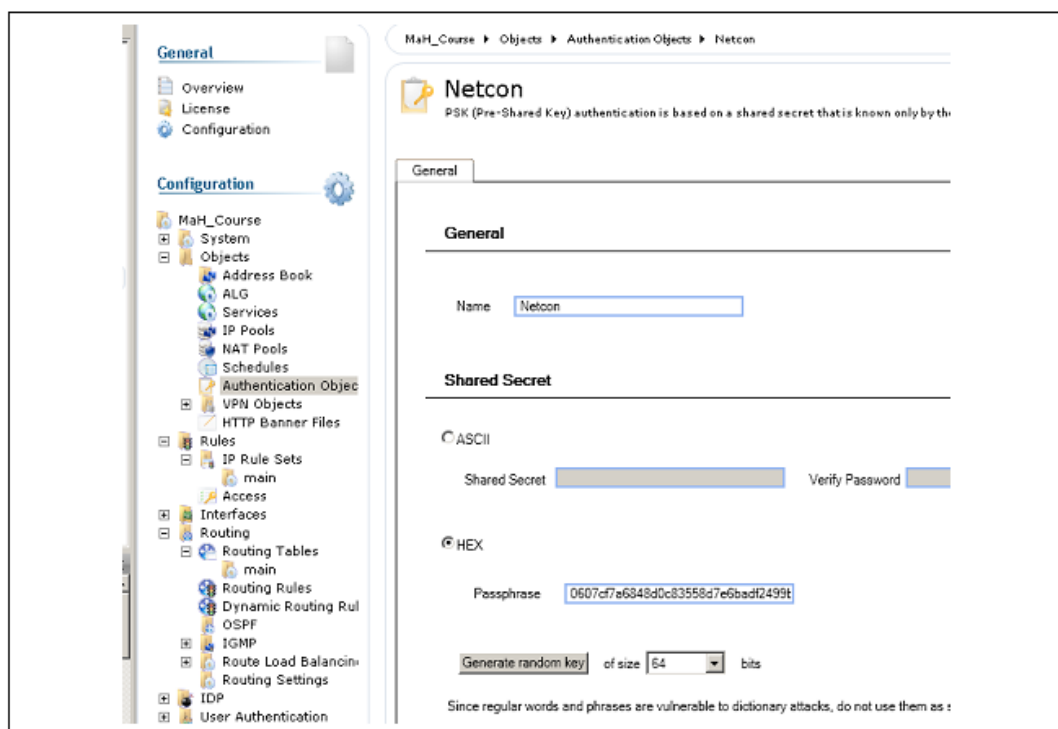 General
Overview
License
Configuration
Configuration
MaH_Course
System
Objects
Address Book
ALG
Services
IP Pools
NAT Pools
Schedules
Authentication Objec
VPN Objects
HTTP Banner Files
Rules
IP Rule Sets
main
Access
Interfaces
Routing
Routing Tables
main
Routing Rules
Dynamic Routing Rul
OSPF
IGMP
Route Load Balancin
Routing Settings
IDP
User Authentication
MaH_Course Objects Authentication Objects Netcon
Netcon
PSK (Pre-Shared Key) authentication is based on a shared secret that is known only by the
General
General
Name Netcon
Shared Secret
ASCII
Shared Secret Verify Password
HEX
Passphrase 0607cf7a6848d0c83558d7e6badf2499b
Generate random key of size 64 bits
Since regular words and phrases are vulnerable to dictionary attacks, do not use them as s